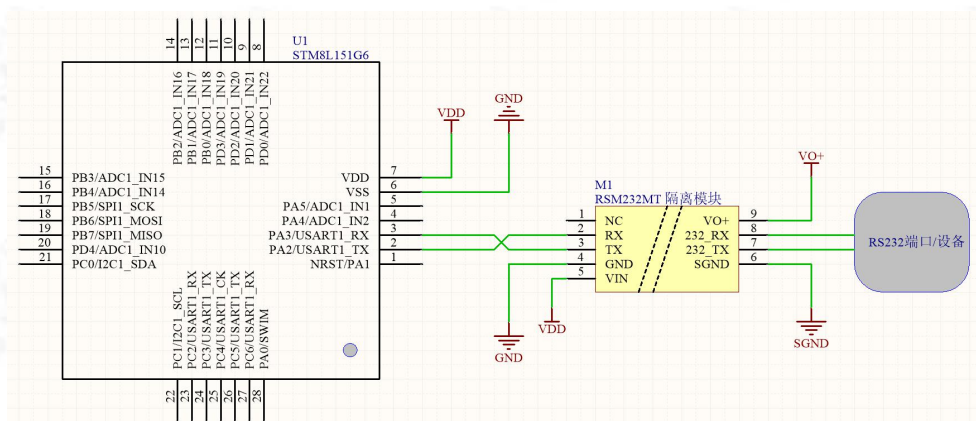 U1
STM8L151G6
14
13
12
11
10
9
8
PB2/ADC1_IN16
PB1/ADC1_IN17
PB0/ADC1_IN18
PD3/ADC1_IN19
PD2/ADC1_IN20
PD1/ADC1_IN21
PD0/ADC1_IN22
15 PB3/ADC1_IN15
16 PB4/ADC1_IN14
17 PB5/SPI1_SCK
18 PB6/SPI1_MOSI
19 PB7/SPI1_MISO
20 PD4/ADC1_IN10
21 PC0/I2C1_SDA
VDD 7
VSS 6
PA5/ADC1_IN1 5
PA4/ADC1_IN2 4
PA3/USART1_RX 3
PA2/USART1_TX 2
NRST/PA1 1
PC1/I2C1_SCL
PC2/USART1_RX
PC3/USART1_TX
PC4/USART1_CK
PC5/USART1_TX
PC6/USART1_RX
PA0/SWIM
22
23
24
25
26
27
28
VDD
GND
M1
RSM232MT 隔离模块
1 NC
2 RX
3 TX
4 GND
5 VIN
VO+ 9
232_RX 8
232_TX 7
SGND 6
GND
VDD
VO+
SGND
RS232端口/设备